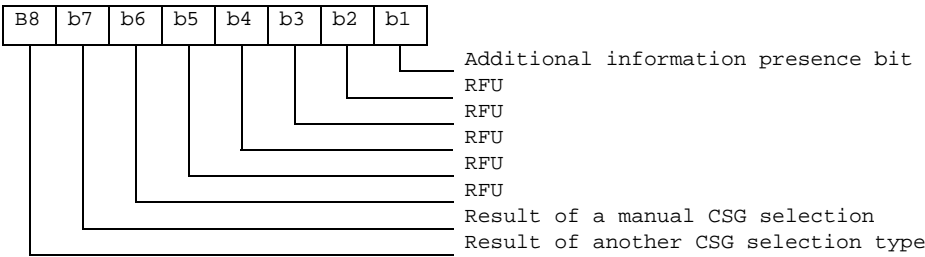 B8 b7 b6 b5 b4 b3 b2 b1
Additional information presence bit
RFU
RFU
RFU
RFU
RFU
Result of a manual CSG selection
Result of another CSG selection type